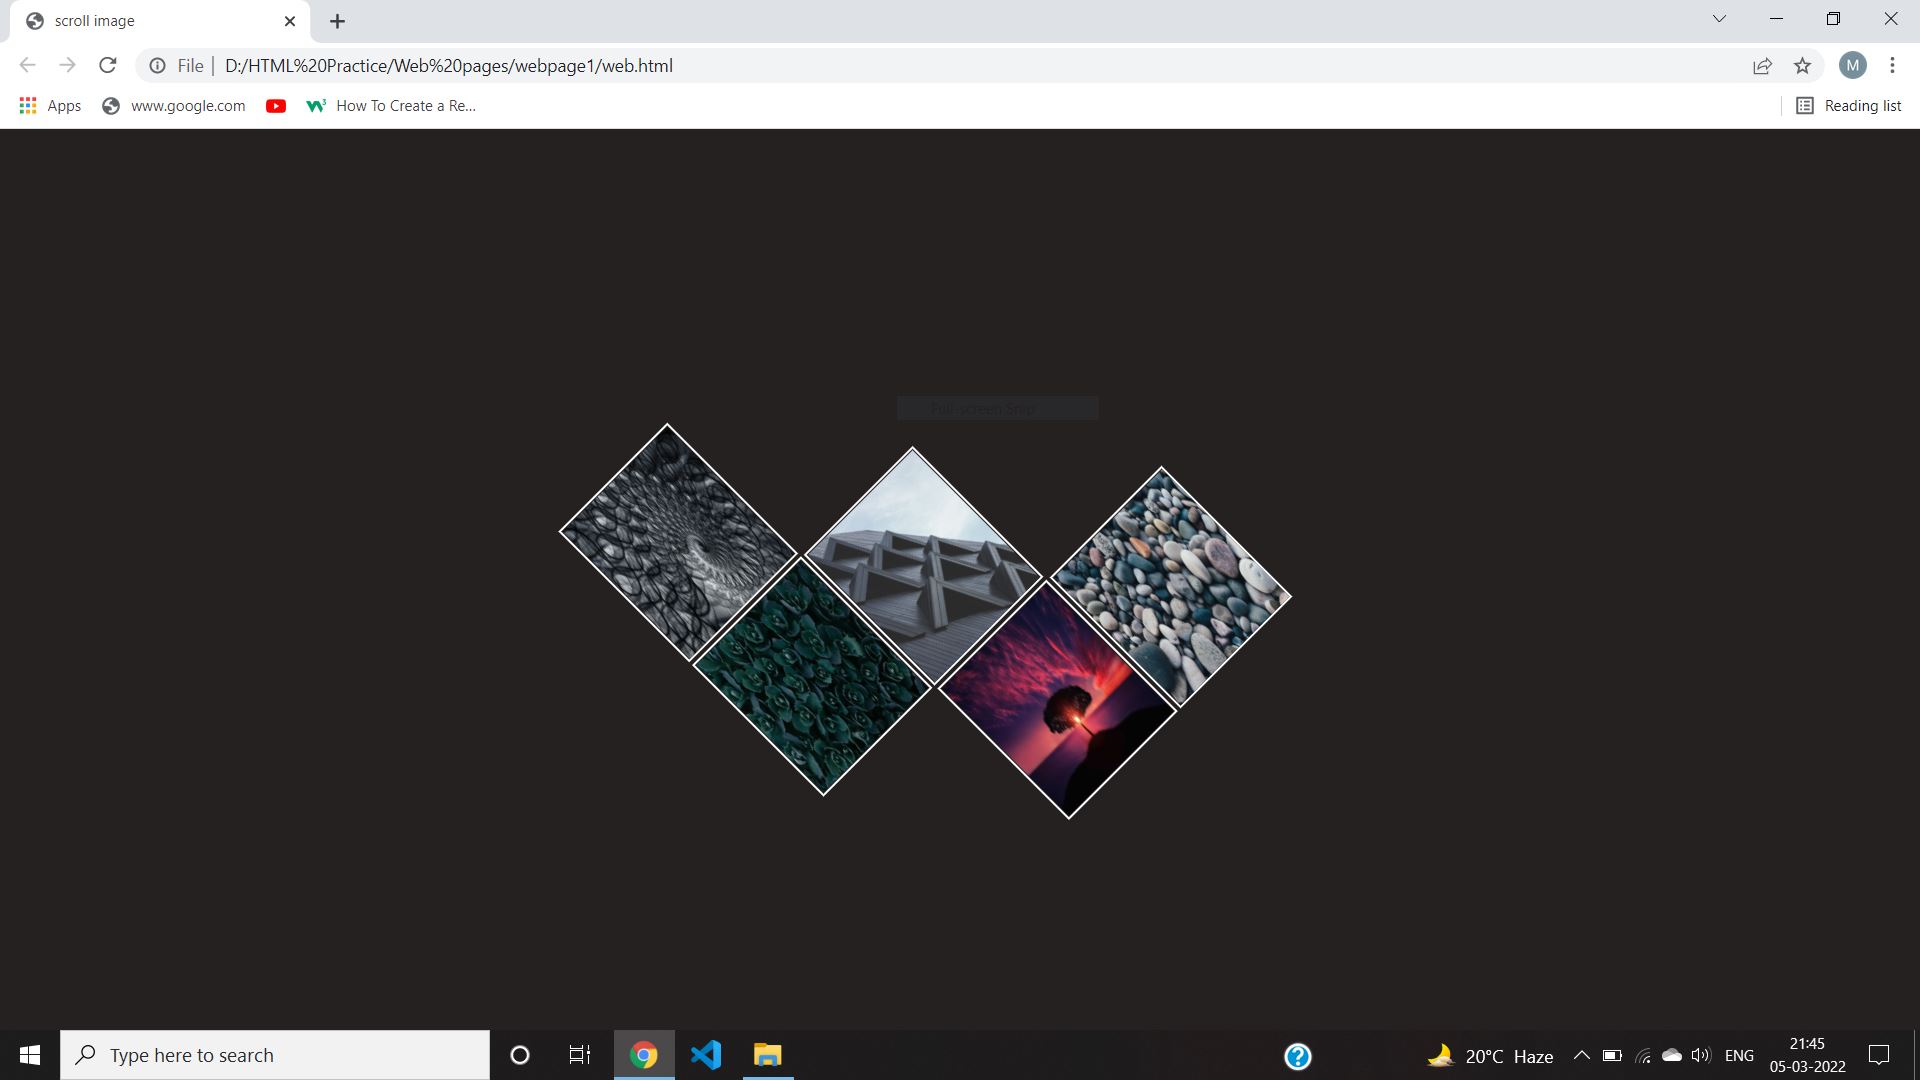 scroll image
File D:/HTML%20Practice/Web%20pages/webpage1/web.html
M
Apps www.google.com How To Create a Re... Reading list
Full-screen Snip
Type here to search
20°C Haze ENG 21:45
05-03-2022